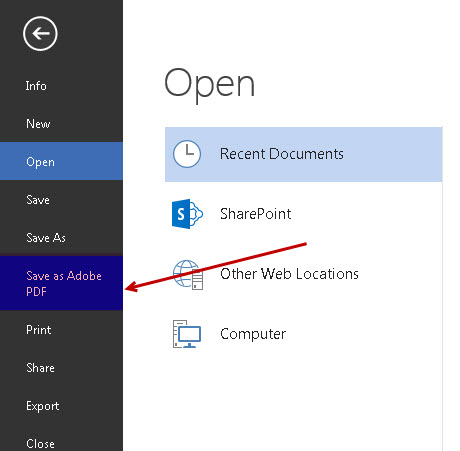 Info
New
Open
Save
Save As
Save as Adobe
PDF
Print
Share
Export
Close
Open
Recent Documents
S
SharePoint
Other Web Locations
Computer